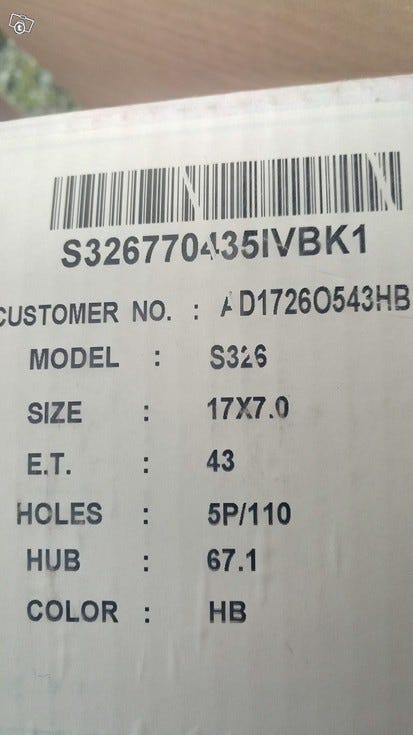 S326770435IVBK1
CUSTOMER NO. : AD1726O543HB
MODEL : S326
SIZE : 17X7.0
E.T. : 43
HOLES : 5P/110
HUB : 67.1
COLOR : HB